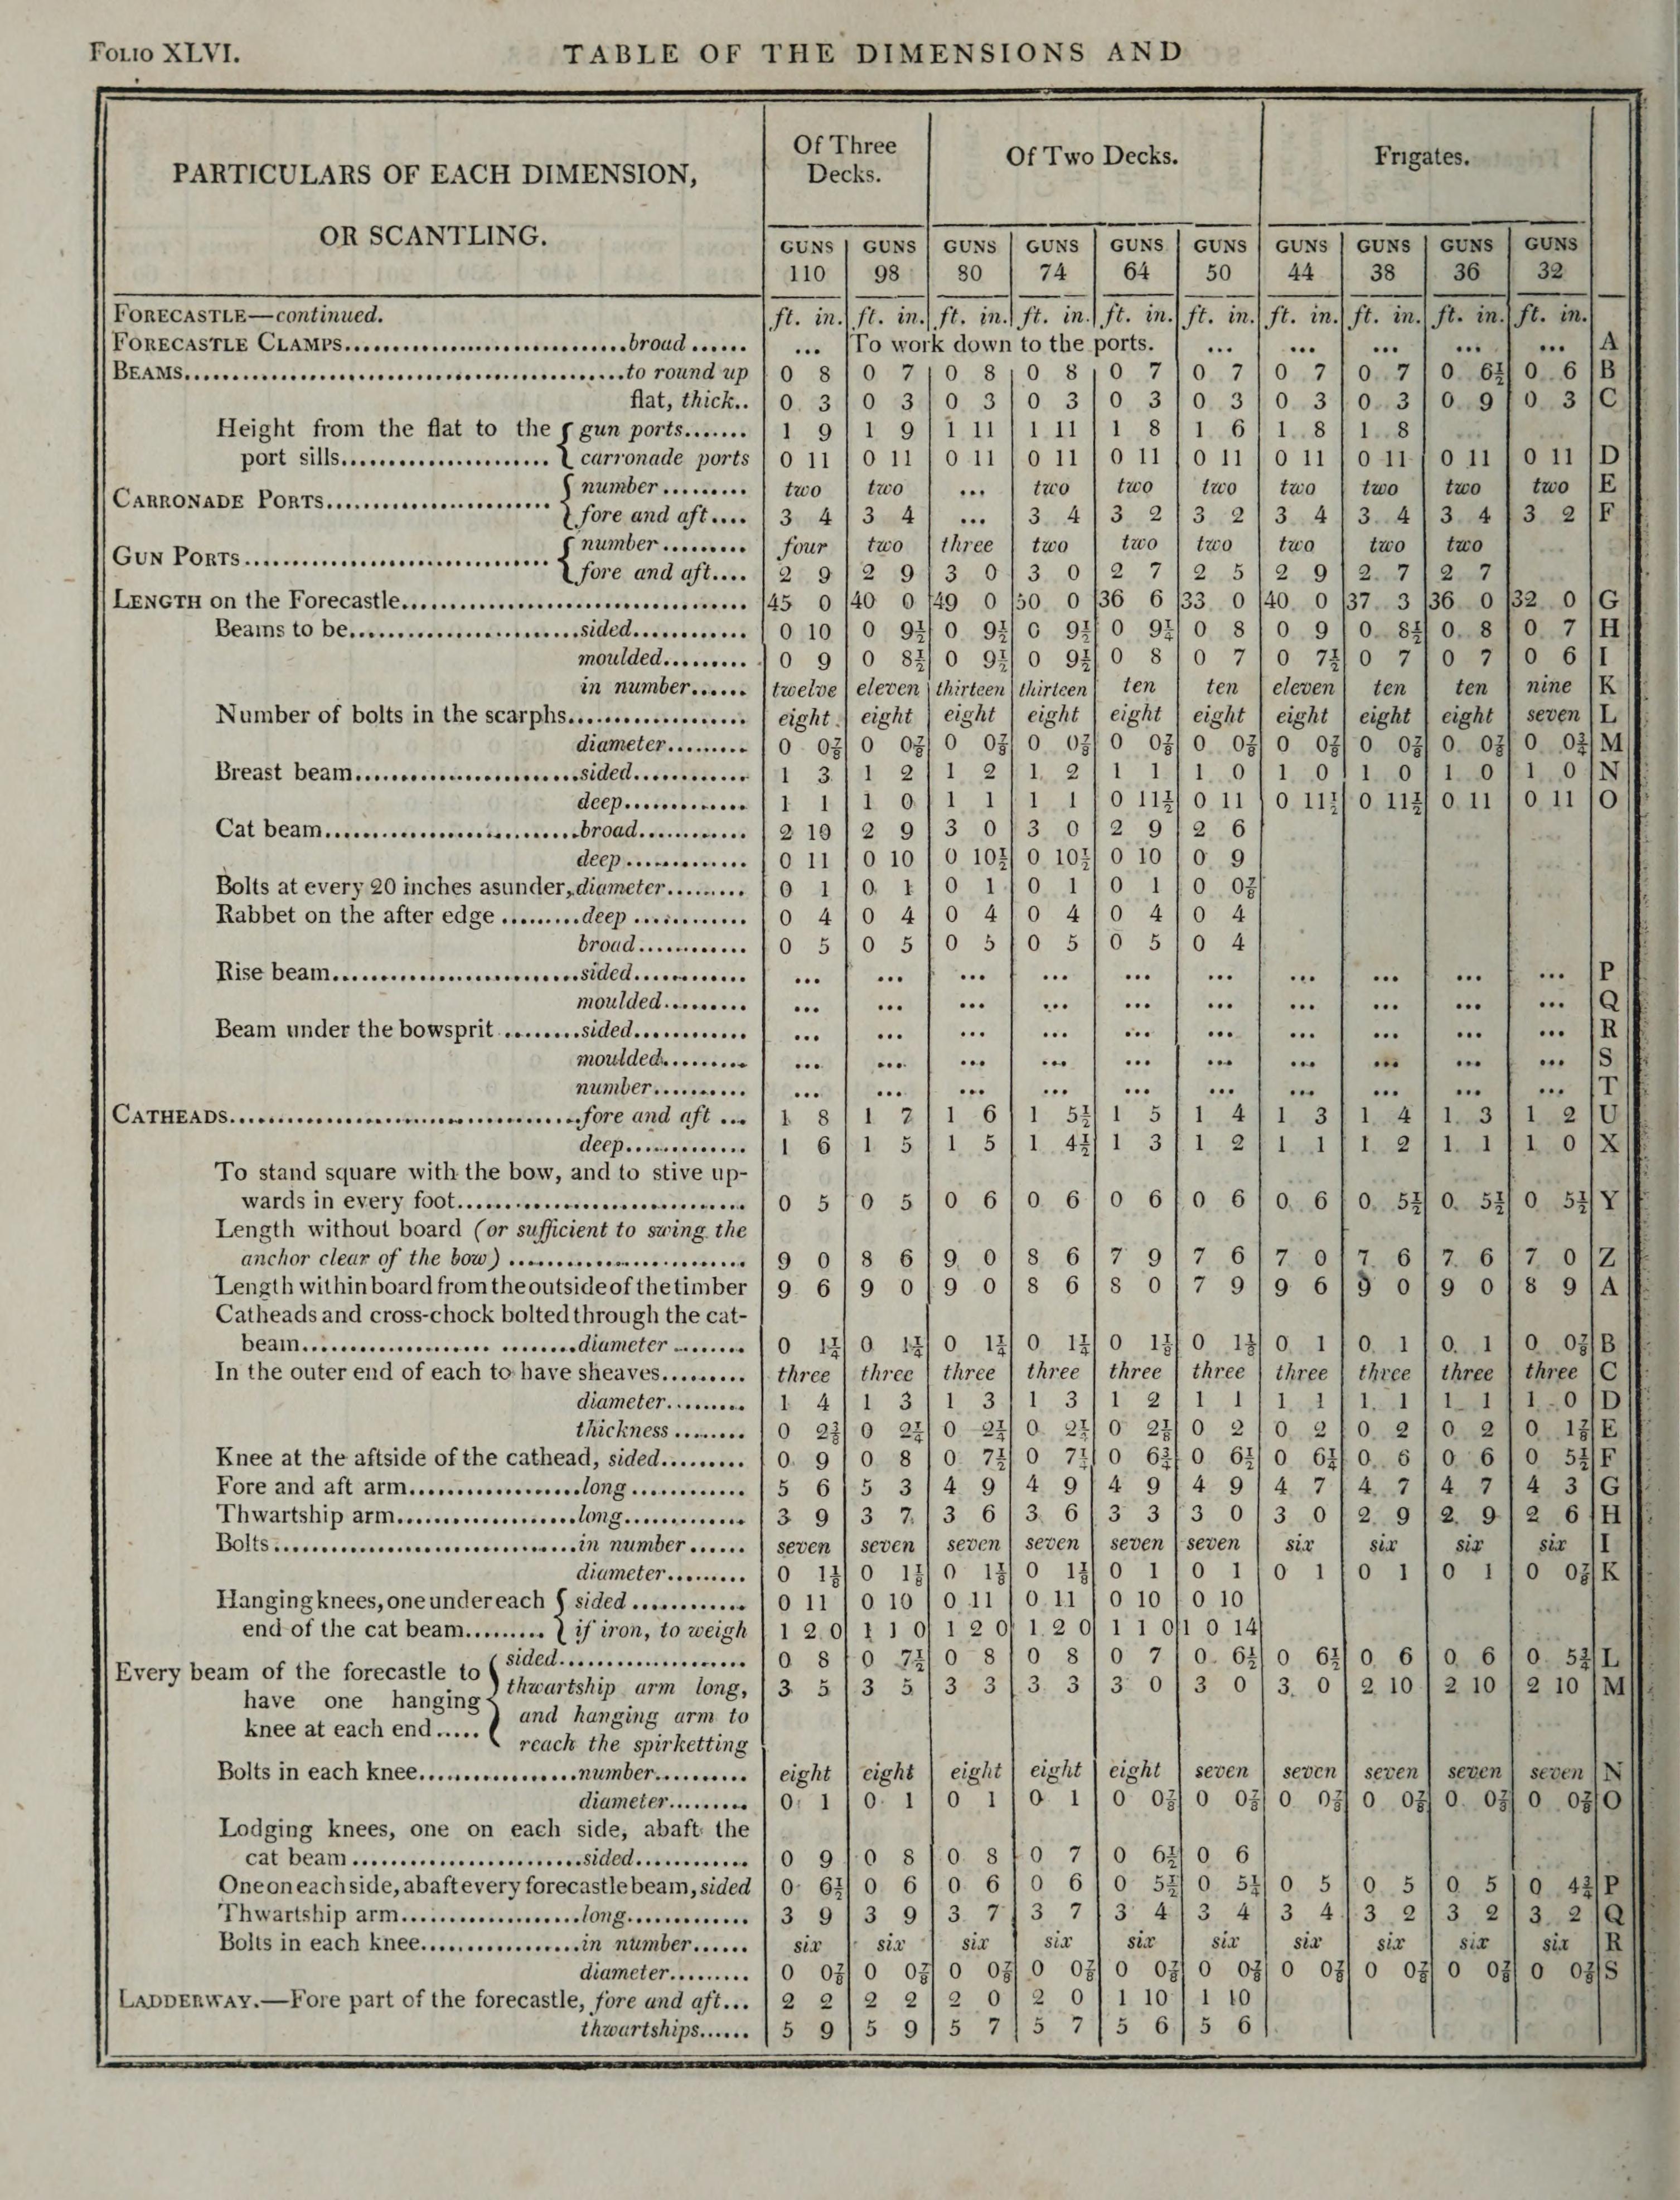 Folio XLVI. TABLE OF THE DIMENSIONS AND
Of Three Of Two Decks. Frigates.
PARTICULARS OF EACH DIMENSION, Decks.
OR SCANTLING.
GUNS GUNS GUNS GUNS GUNS GUNS GUNS GUNS GUNS GUNS
110 98 80 74 64 50 44 38 36 32
Forecastle—continued. ft. in. ft. in. ft. in. ft. in. ft. in. ft. in. ft. in. ft. in. ft. in. ft. in.
Forecastle Clamps..........broad ...... ... To work down to the ports. ... ... ... ... ... A
Beams..........to round up 0 8 0 7 0 8 0 8 0 7 0 7 0 7 0 7 0 6½ 0 6 B
flat, thick.. 0 3 0 3 0 3 0 3 0 3 0 3 0 3 0 3 0 9 0 3 C
Height from the flat to the { gun ports....... 1 9 1 9 1 11 1 11 1 8 1 6 1 8 1 8 ...
port sills.......... { carronade ports 0 11 0 11 0 11 0 11 0 11 0 11 0 11 0 11 0 11 0 11 D
Carronade Ports.......... { number ......... two two ... two two two two two two two E
{ fore and aft.... 3 4 3 4 ... 3 4 3 2 3 2 3 4 3 4 3 4 3 2 F
Gun Ports.......... { number ......... four two three two two two two two two
{ fore and aft.... 2 9 2 9 3 0 3 0 2 7 2 5 2 9 2 7 2 7
Length on the Forecastle.......... 45 0 40 0 49 0 50 0 36 6 33 0 40 0 37 3 36 0 32 0 G
Beams to be..........sided.......... 0 10 0 9½ 0 9½ 0 9½ 0 9½ 0 8 0 9 0 8½ 0 8 0 7 H
moulded.......... 0 9 0 8½ 0 9½ 0 9½ 0 8 0 7 0 7½ 0 7 0 7 0 6 I
in number...... twelve eleven thirteen thirteen ten ten eleven ten ten nine K
Number of bolts in the scarphs.......... eight eight eight eight eight eight eight eight eight seven L
diameter.......... 0 0⅞ 0 0⅞ 0 0⅞ 0 0⅞ 0 0⅞ 0 0⅞ 0 0⅞ 0 0⅞ 0 0⅞ 0 0¾ M
Breast beam..........sided.......... 1 3 1 2 1 2 1 2 1 1 1 0 1 0 1 0 1 0 1 0 N
deep.......... 1 1 1 0 1 1 1 1 0 11½ 0 11 0 11½ 0 11½ 0 11 0 11 O
Cat beam..........broad.......... 2 10 2 9 3 0 3 0 2 9 2 6
deep .......... 0 11 0 10 0 10½ 0 10½ 0 10 0 9
Bolts at every 20 inches asunder, diameter.......... 0 1 0 1 0 1 0 1 0 1 0 0⅞
Rabbet on the after edge .........deep .......... 0 4 0 4 0 4 0 4 0 4 0 4
broad.......... 0 5 0 5 0 5 0 5 0 5 0 4
Rise beam..........sided.......... ... ... ... ... ... ... ... ... ... ... P
moulded.......... ... ... ... ... ... ... ... ... ... ... Q
Beam under the bowsprit .........sided.......... ... ... ... ... ... ... ... ... ... ... R
moulded.......... ... ... ... ... ... ... ... ... ... ... S
number.......... ... ... ... ... ... ... ... ... ... ... T
Catheads..........fore and aft ... 1 8 1 7 1 6 1 5½ 1 5 1 4 1 3 1 4 1 3 1 2 U
deep.......... 1 6 1 5 1 5 1 4½ 1 3 1 2 1 1 1 2 1 1 1 0 X
To stand square with the bow, and to stive up-
wards in every foot.......... 0 5 0 5 0 6 0 6 0 6 0 6 0 6 0 5½ 0 5½ 0 5½ Y
Length without board (or sufficient to swing the
anchor clear of the bow) .......... 9 0 8 6 9 0 8 6 7 9 7 6 7 0 7 6 7 6 7 0 Z
Length within board from the outside of the timber 9 6 9 0 9 0 8 6 8 0 7 9 9 6 9 0 9 0 8 9 A
Catheads and cross-chock bolted through the cat-
beam.......... ........diameter ........ 0 1¼ 0 1¼ 0 1¼ 0 1¼ 0 1⅛ 0 1⅛ 0 1 0 1 0 1 0 0⅞ B
In the outer end of each to have sheaves......... three three three three three three three three three three C
diameter.......... 1 4 1 3 1 3 1 3 1 2 1 1 1 1 1 1 1 1 1 0 D
thickness ........ 0 2⅜ 0 2¼ 0 2¼ 0 2¼ 0 2⅛ 0 2 0 2 0 2 0 2 0 1⅞ E
Knee at the aftside of the cathead, sided......... 0 9 0 8 0 7½ 0 7½ 0 6¾ 0 6½ 0 6¼ 0 6 0 6 0 5½ F
Fore and aft arm..........long .......... 5 6 5 3 4 9 4 9 4 9 4 9 4 7 4 7 4 7 4 3 G
Thwartship arm..........long.......... 3 9 3 7 3 6 3 6 3 3 3 0 3 0 2 9 2 9 2 6 H
Bolts..........in number ...... seven seven seven seven seven seven six six six six I
diameter.......... 0 1⅛ 0 1⅛ 0 1⅛ 0 1⅛ 0 1 0 1 0 1 0 1 0 1 0 0⅞ K
Hanging knees, one under each { sided .......... 0 11 0 10 0 11 0 11 0 10 0 10
end of the cat beam......... { if iron, to weigh 1 2 0 1 1 0 1 2 0 1 2 0 1 1 0 1 0 14
sided.......... 0 8 0 7½ 0 8 0 8 0 7 0 6½ 0 6½ 0 6 0 6 0 5¾ L
Every beam of the forecastle to thwartship arm long, 3 5 3 5 3 3 3 3 3 0 3 0 3 0 2 10 2 10 2 10 M
have one hanging and hanging arm to
knee at each end ..... reach the spirketting
Bolts in each knee..........number.......... eight eight eight eight eight seven seven seven seven seven N
diameter.......... 0 1 0 1 0 1 0 1 0 0⅞ 0 0⅞ 0 0⅞ 0 0⅞ 0 0⅞ 0 0⅞ O
Lodging knees, one on each side, abaft the
cat beam ..........sided.......... 0 9 0 8 0 8 0 7 0 6½ 0 6
One on each side, abaft every forecastle beam, sided 0 6½ 0 6 0 6 0 6 0 5½ 0 5½ 0 5 0 5 0 5 0 4¾ P
Thwartship arm..........long.......... 3 9 3 9 3 7 3 7 3 4 3 4 3 4 3 2 3 2 3 2 Q
Bolts in each knee..........in number...... six six six six six six six six six six R
diameter.......... 0 0⅞ 0 0⅞ 0 0⅞ 0 0⅞ 0 0⅞ 0 0⅞ 0 0⅞ 0 0⅞ 0 0⅞ 0 0⅞ S
Ladderway.—Fore part of the forecastle, fore and aft... 2 2 2 2 2 0 2 0 1 10 1 10
thwartships...... 5 9 5 9 5 7 5 7 5 6 5 6